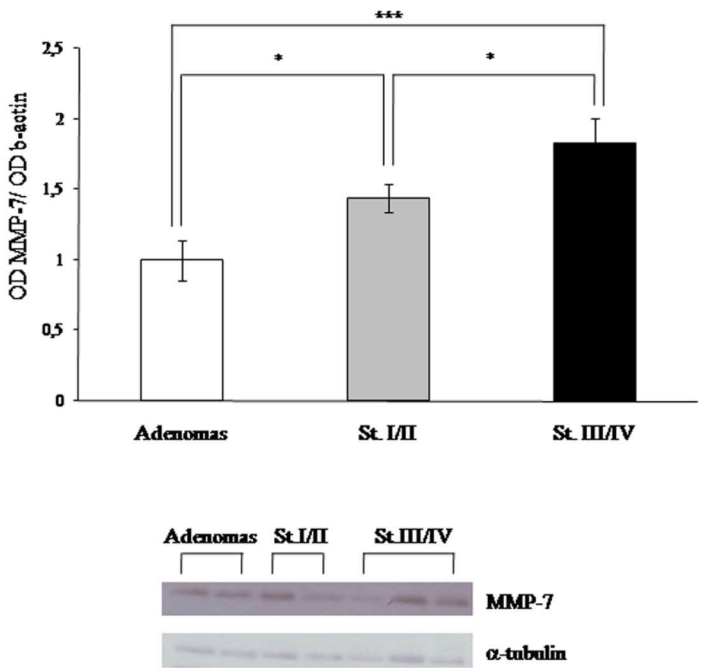 ***
2,5
* *
2
1,5
1
0,5
0
OD MMP-7/ OD b-actin
Adenomas St. I/II St. III/IV
Adenomas St.I/II St.III/IV
MMP-7
α-tubulin